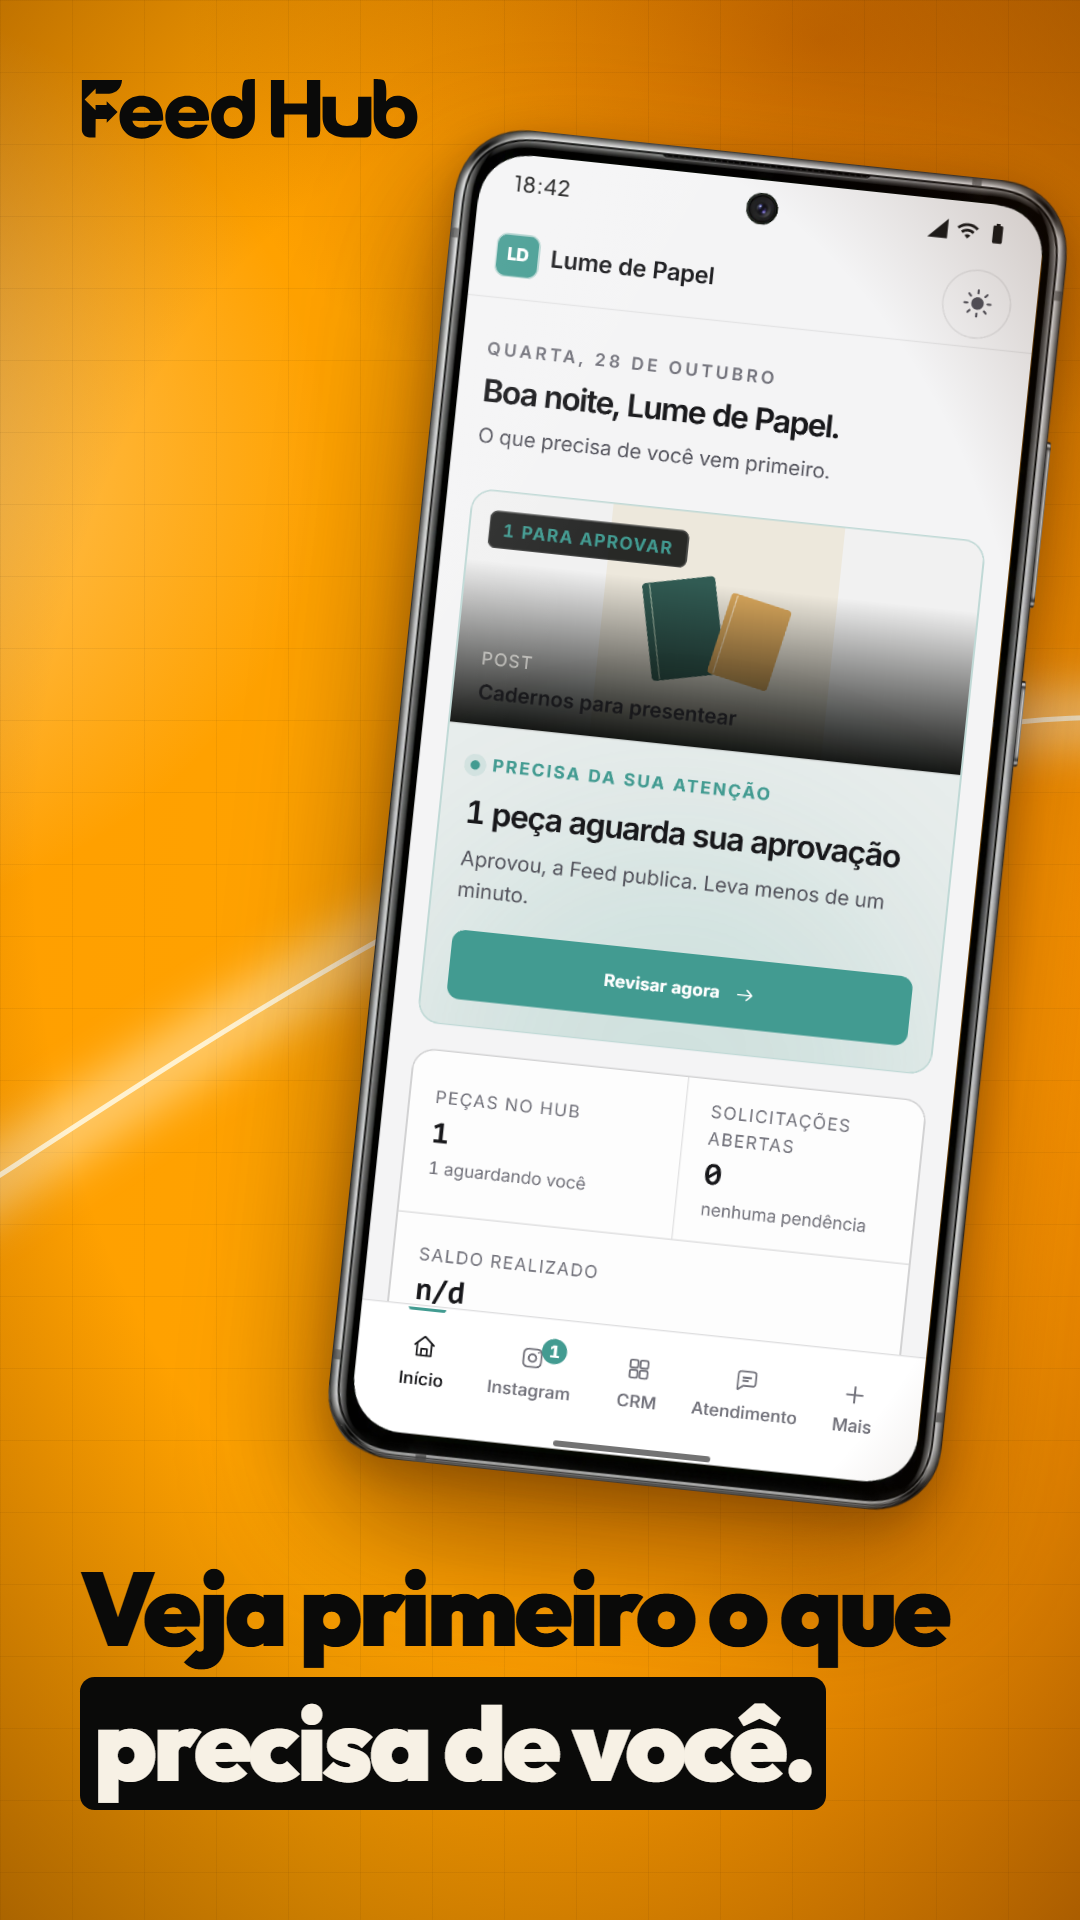 Feed Hub
18:42
LD Lume de Papel
QUARTA, 28 DE OUTUBRO
Boa noite, Lume de Papel.
O que precisa de você vem primeiro.
1 PARA APROVAR
POST
Cadernos para presentear
PRECISA DA SUA ATENÇÃO
1 peça aguarda sua aprovação
Aprovou, a Feed publica. Leva menos de um
minuto.
Revisar agora →
PEÇAS NO HUB
1
1 aguardando você
SOLICITAÇÕES
ABERTAS
0
nenhuma pendência
SALDO REALIZADO
n/d
Início
1
Instagram
CRM
Atendimento
Mais
Veja primeiro o que
precisa de você.